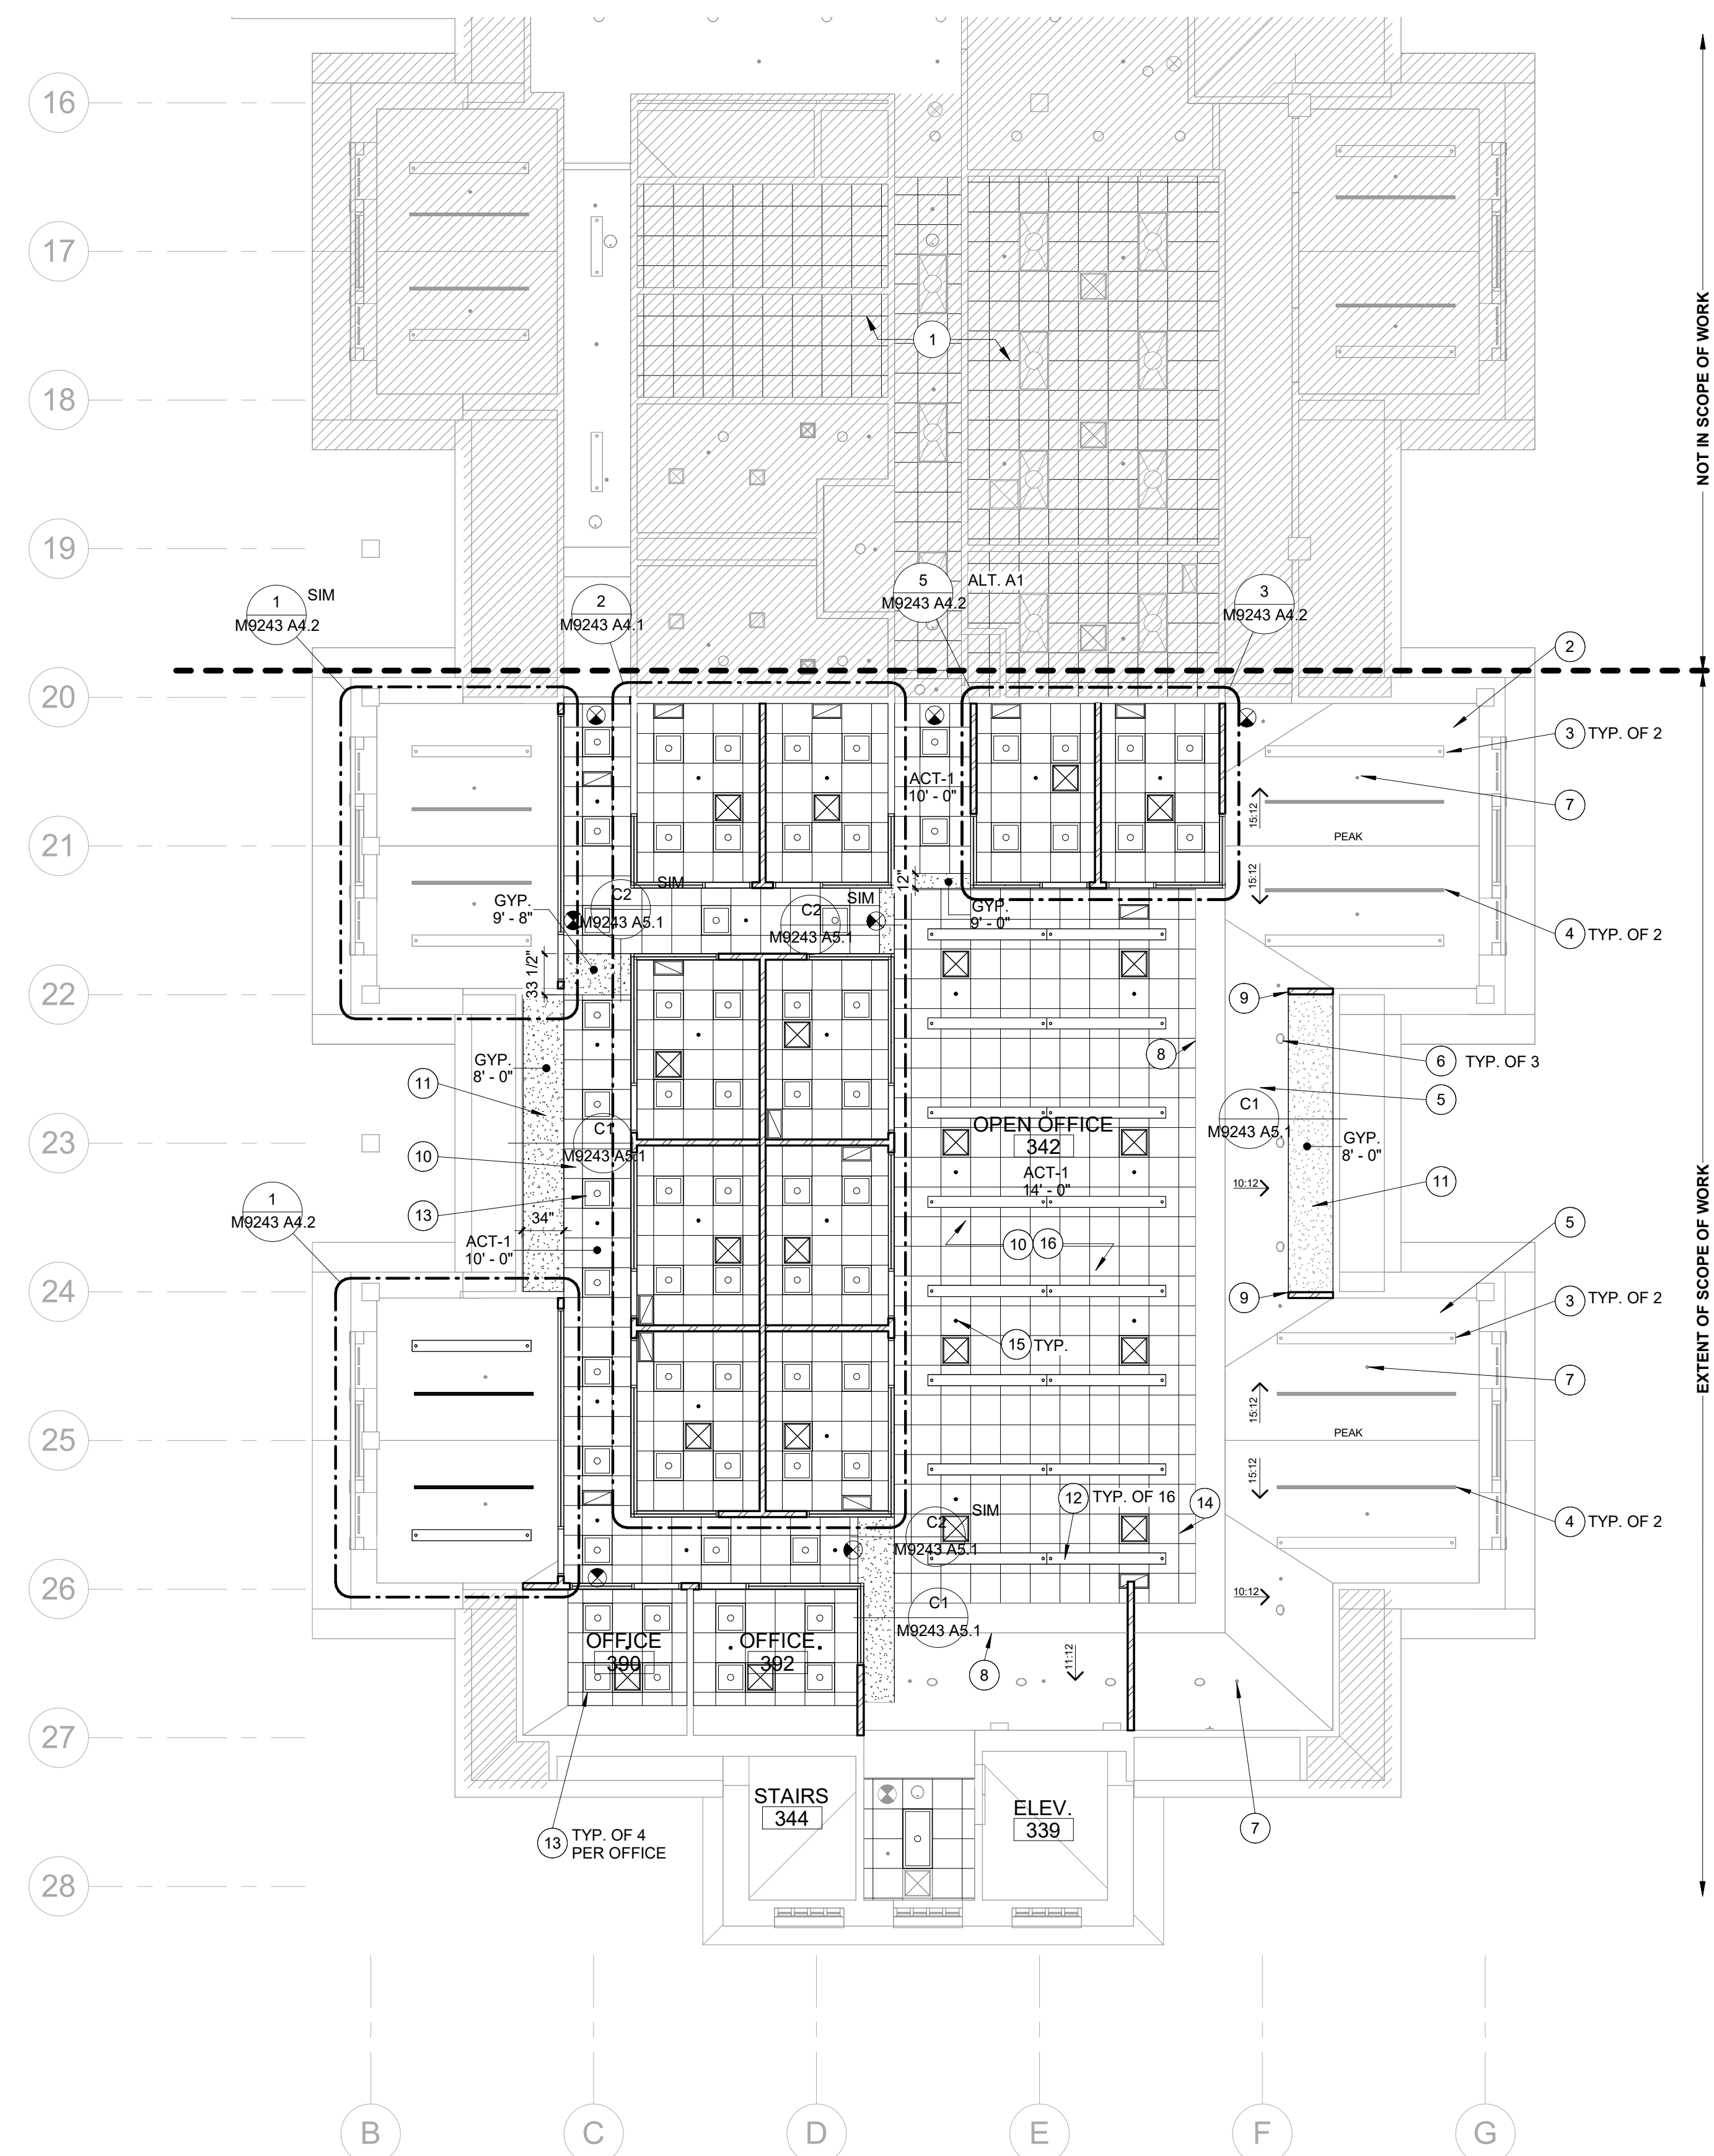 16
17
1
NOT IN SCOPE OF WORK
18
19
1
SIM
M9243 A4.2
2
M9243 A4.1
5
ALT. A1
M9243 A4.2
3
M9243 A4.2
2
20
3 TYP. OF 2
ACT-1
10' - 0"
7
15:12
PEAK
21
15:12
12"
C2
SIM
M9243 A5.1
C2
SIM
M9243 A5.1
GYP.
9' - 8"
GYP.
9' - 0"
4 TYP. OF 2
33 1/2"
22
9
8
6 TYP. OF 3
GYP.
8' - 0"
11
5
C1
M9243 A5.1
OPEN OFFICE
342
23
C1
M9243 A5.1
GYP.
8' - 0"
10
ACT-1
14' - 0"
10:12
11
1
M9243 A4.2
13
34"
5
ACT-1
10' - 0"
10
16
EXTENT OF SCOPE OF WORK
24
9
3 TYP. OF 2
15 TYP.
7
15:12
PEAK
25
15:12
12 TYP. OF 16
14
C2
SIM
M9243 A5.1
4 TYP. OF 2
26
10:12
C1
M9243 A5.1
OFFICE
390
OFFICE
392
8
11:12
27
STAIRS
344
ELEV.
339
13 TYP. OF 4
PER OFFICE
7
28
B
C
D
E
F
G